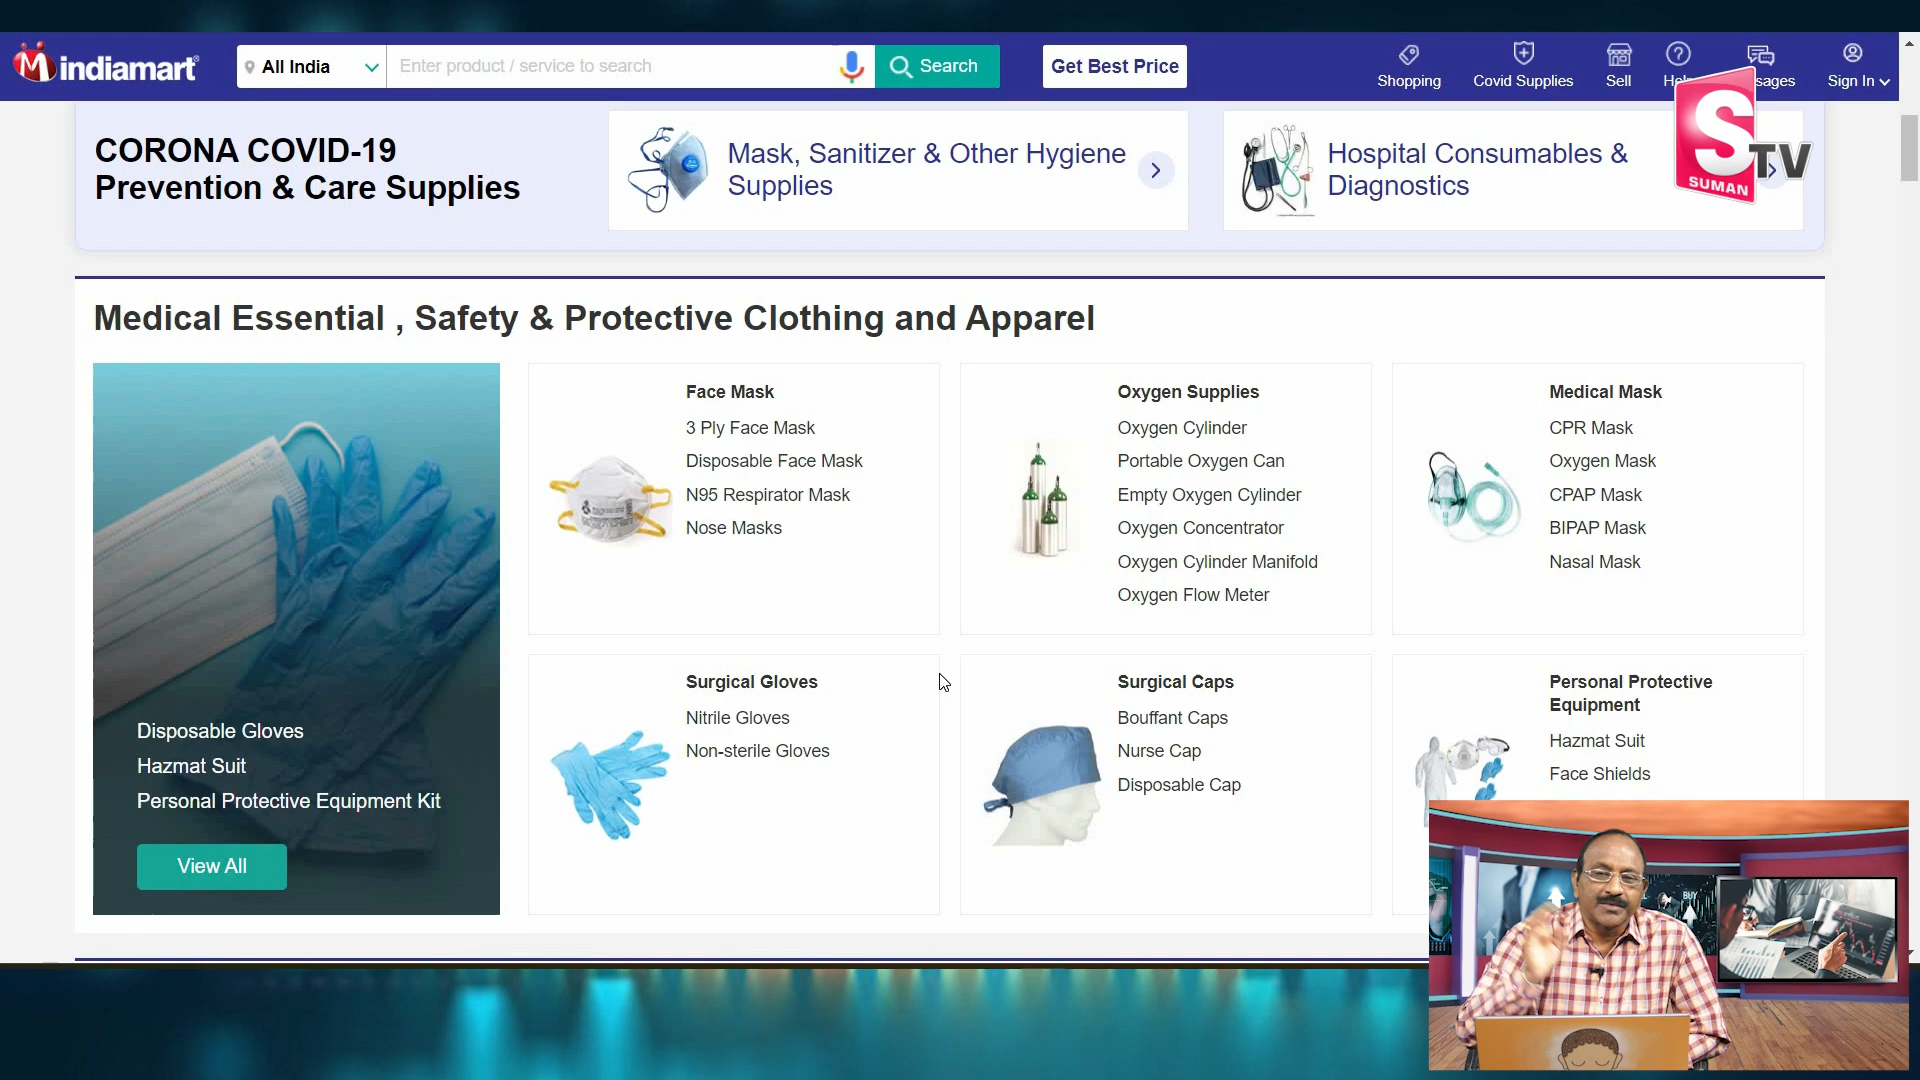 indiamart
All India
Enter product / service to search
Search
Get Best Price
Shopping
Covid Supplies
Sell
Sign In
S
SUMAN
TV
CORONA COVID-19
Prevention & Care Supplies
Mask, Sanitizer & Other Hygiene
Supplies
Hospital Consumables &
Diagnostics
Medical Essential , Safety & Protective Clothing and Apparel
Disposable Gloves
Hazmat Suit
Personal Protective Equipment Kit
View All
Face Mask
3 Ply Face Mask
Disposable Face Mask
N95 Respirator Mask
Nose Masks
Oxygen Supplies
Oxygen Cylinder
Portable Oxygen Can
Empty Oxygen Cylinder
Oxygen Concentrator
Oxygen Cylinder Manifold
Oxygen Flow Meter
Medical Mask
CPR Mask
Oxygen Mask
CPAP Mask
BIPAP Mask
Nasal Mask
Surgical Gloves
Nitrile Gloves
Non-sterile Gloves
Surgical Caps
Bouffant Caps
Nurse Cap
Disposable Cap
Personal Protective
Equipment
Hazmat Suit
Face Shields
BUY